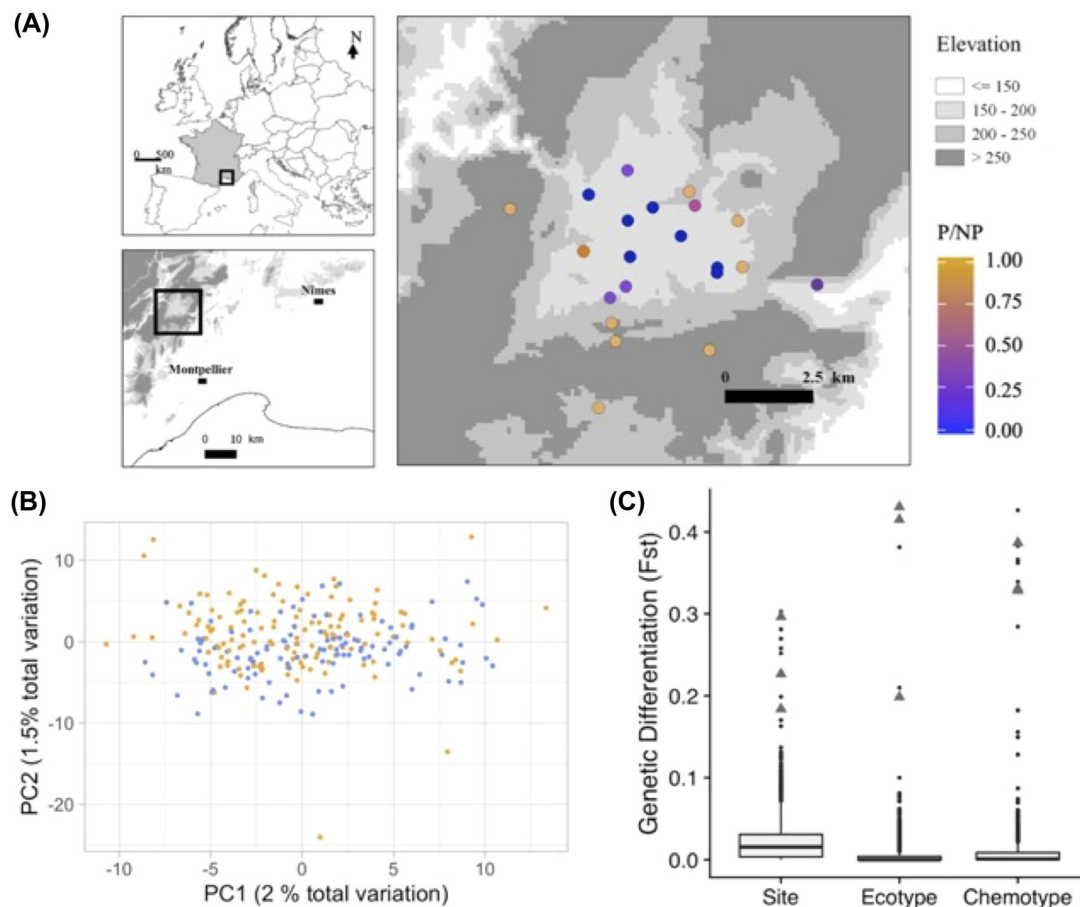 (A)
N
0 500
km
Nîmes
Montpellier
0 10 km
0 2.5 km
Elevation
<= 150
150 - 200
200 - 250
> 250
P/NP
1.00
0.75
0.50
0.25
0.00
(B)
PC2 (1.5% total variation)
10
0
-10
-20
-10 -5 0 5 10
PC1 (2 % total variation)
(C)
Genetic Differentiation (Fst)
0.4
0.3
0.2
0.1
0.0
Site Ecotype Chemotype